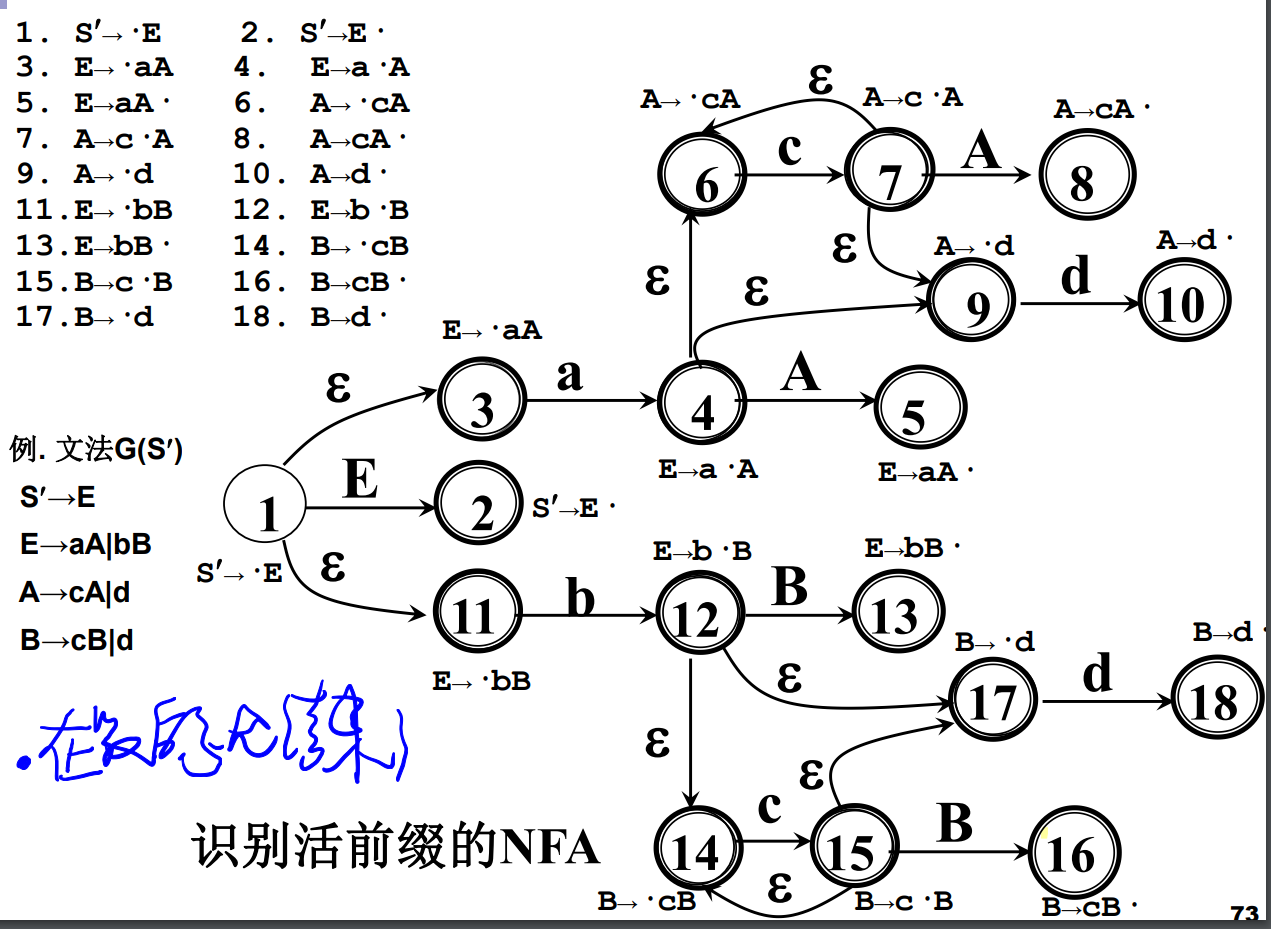 1. S′→·E 2. S′→E·
3. E→·aA 4. E→a·A
5. E→aA· 6. A→·cA
7. A→c·A 8. A→cA·
9. A→·d 10. A→d·
11.E→·bB 12. E→b·B
13.E→bB· 14. B→·cB
15.B→c·B 16. B→cB·
17.B→·d 18. B→d·
例. 文法G(S′)
S′→E
E→aA|bB
A→cA|d
B→cB|d
ε
A→·cA
A→c·A
A→cA·
6
c
7
A
8
ε
ε
ε
A→·d
9
d
A→d·
10
E→·aA
ε
3
a
4
A
5
E→a·A
E→aA·
1
S′→·E
E
2
S′→E·
ε
11
E→·bB
b
E→b·B
12
B
E→bB·
13
ε
B→·d
17
d
B→d·
18
ε
ε
14
B→·cB
c
15
B→c·B
ε
B
16
B→cB·
识别活前缀的NFA
73